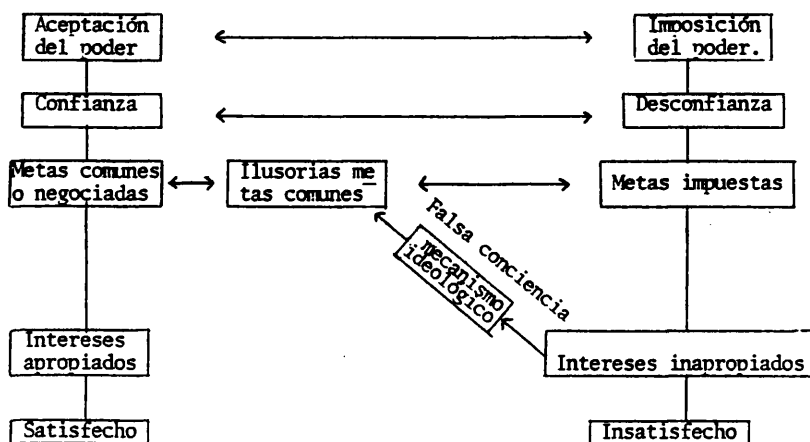 Aceptación
del poder
Imposición
del poder.
Confianza
Desconfianza
Metas comunes
o negociadas
Ilusorias me
tas comunes
Metas impuestas
Falsa conciencia
mecanismo
ideológico
Intereses
apropiados
Intereses inapropiados
Satisfecho
Insatisfecho